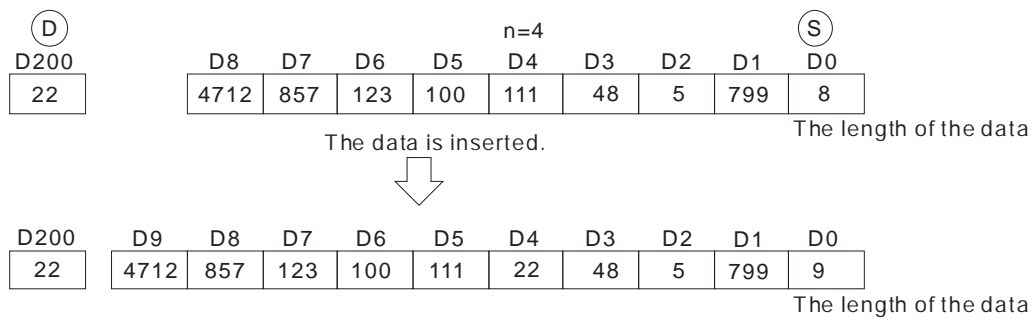 D n=4 S
D200 D8 D7 D6 D5 D4 D3 D2 D1 D0
22 4712 857 123 100 111 48 5 799 8
The length of the data
The data is inserted.
D200 D9 D8 D7 D6 D5 D4 D3 D2 D1 D0
22 4712 857 123 100 111 22 48 5 799 9
The length of the data